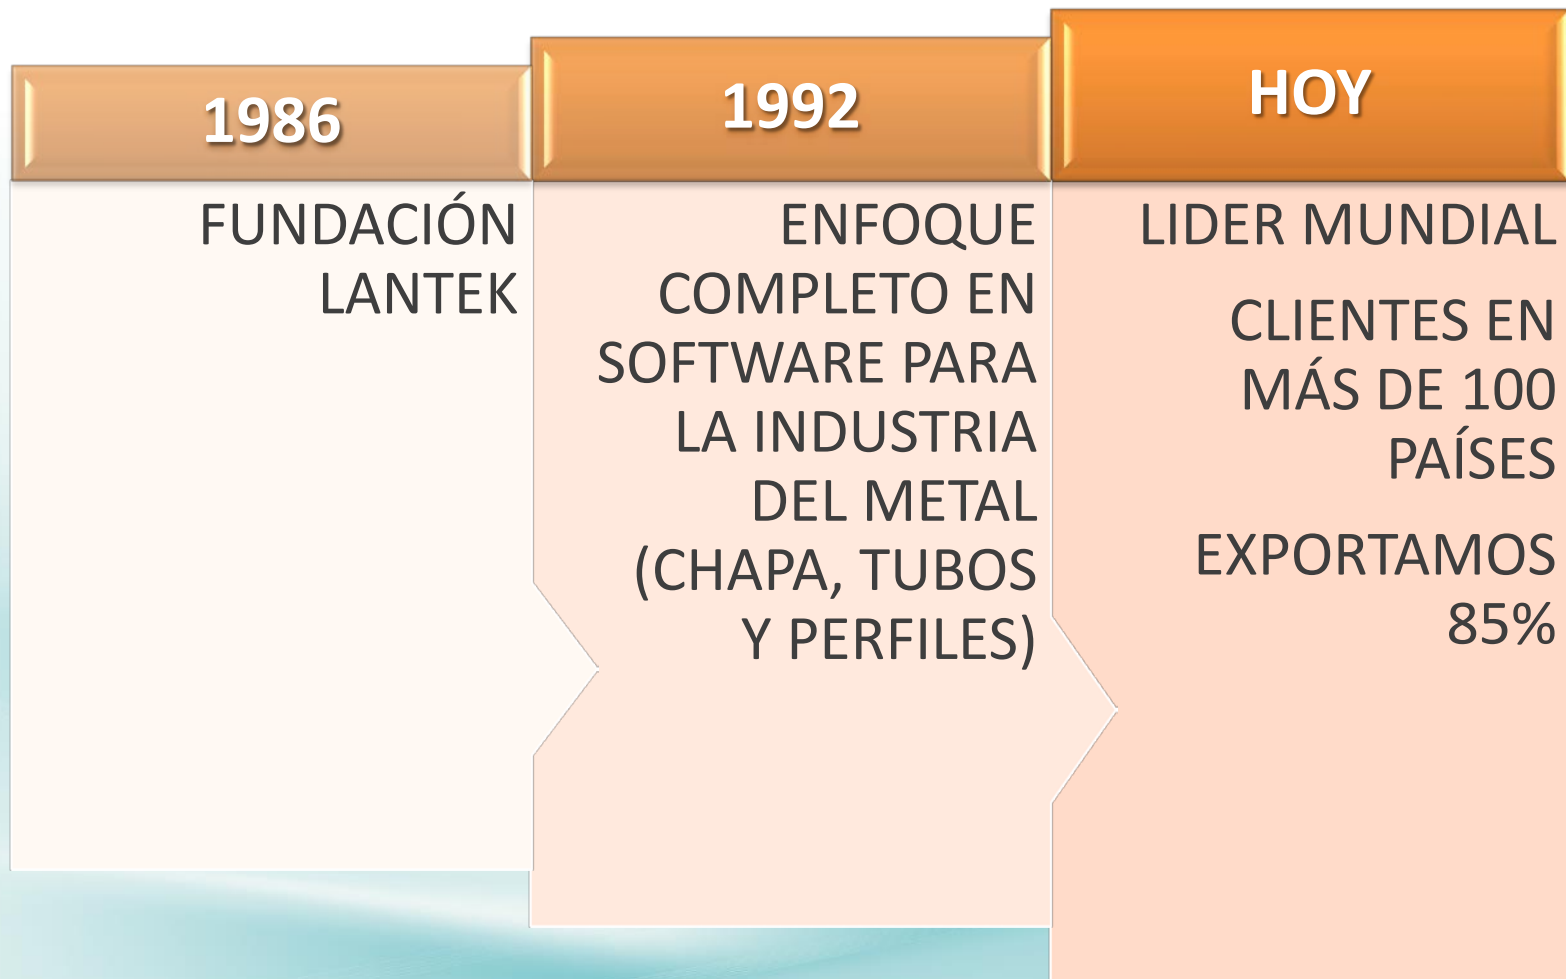 1986
FUNDACIÓN
LANTEK
1992
ENFOQUE
COMPLETO EN
SOFTWARE PARA
LA INDUSTRIA
DEL METAL
(CHAPA, TUBOS
Y PERFILES)
HOY
LIDER MUNDIAL
CLIENTES EN
MÁS DE 100
PAÍSES
EXPORTAMOS
85%